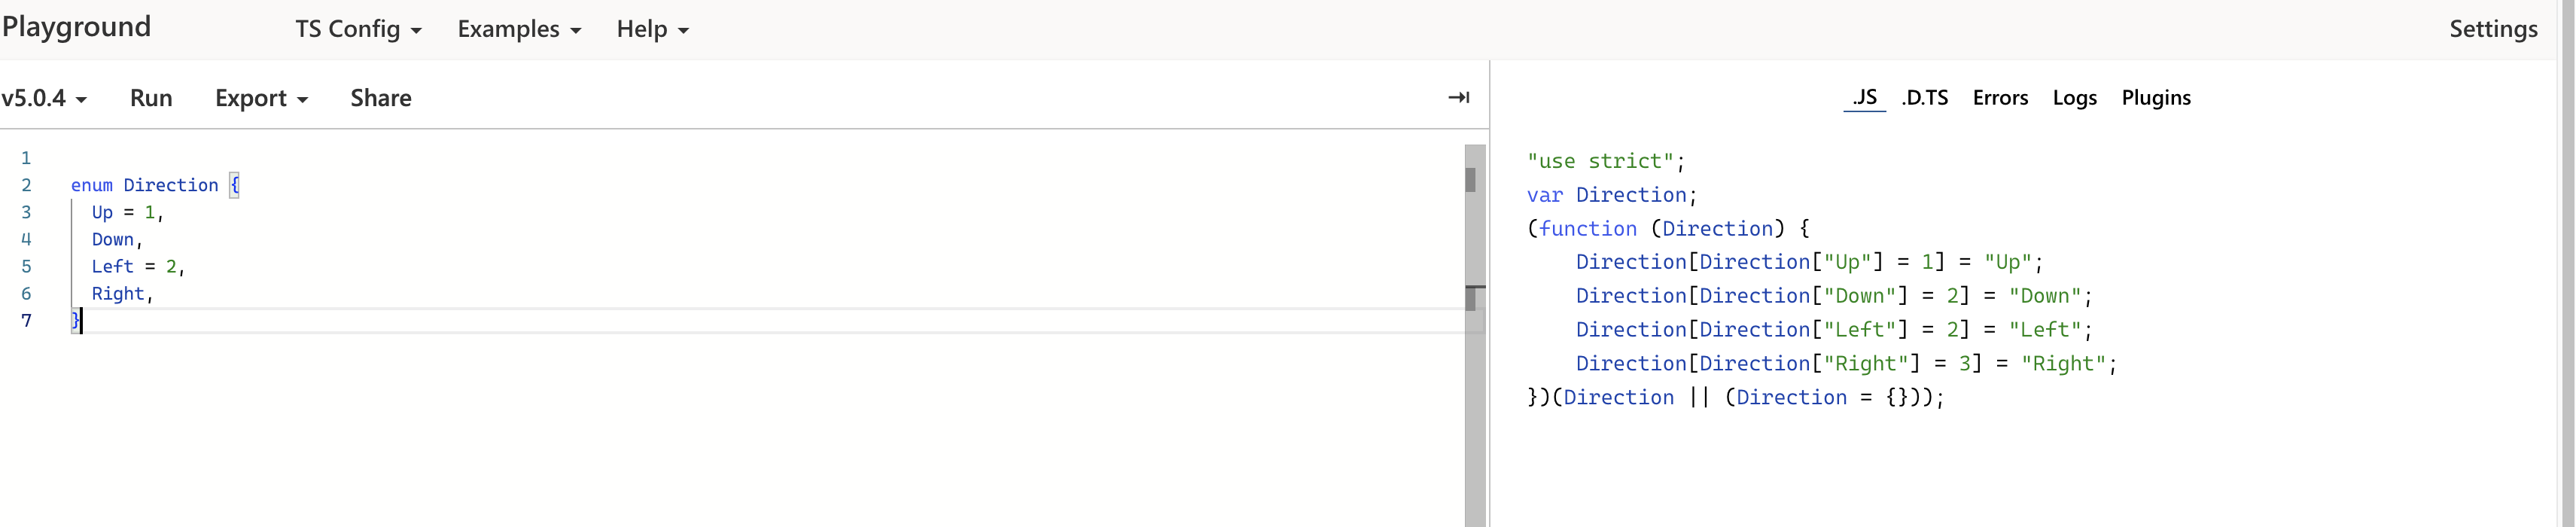 Playground TS Config Examples Help Settings
v5.0.4 Run Export Share
.JS .D.TS Errors Logs Plugins
1
2 enum Direction {
3 Up = 1,
4 Down,
5 Left = 2,
6 Right,
7 }
"use strict";
var Direction;
(function (Direction) {
    Direction[Direction["Up"] = 1] = "Up";
    Direction[Direction["Down"] = 2] = "Down";
    Direction[Direction["Left"] = 2] = "Left";
    Direction[Direction["Right"] = 3] = "Right";
})(Direction || (Direction = {}));